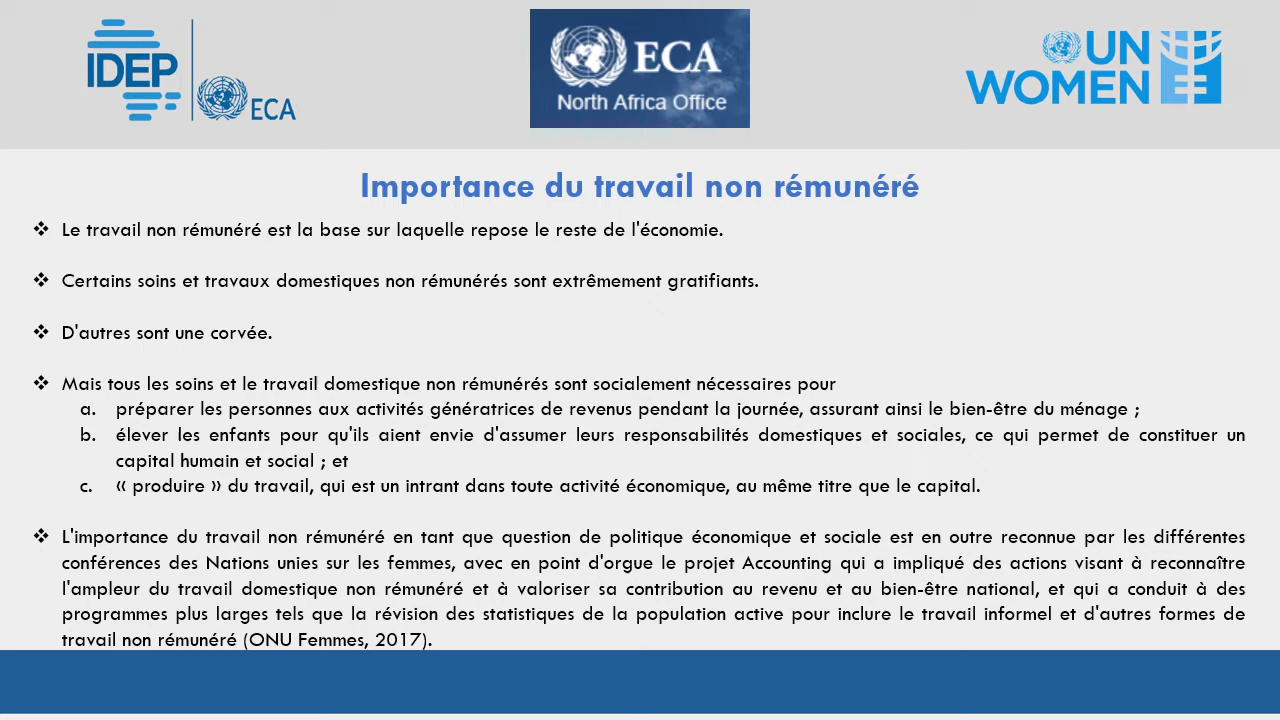 IDEP
ECA
ECA
North Africa Office
UN
WOMEN
Importance du travail non rémunéré
❖ Le travail non rémunéré est la base sur laquelle repose le reste de l'économie.
❖ Certains soins et travaux domestiques non rémunérés sont extrêmement gratifiants.
❖ D'autres sont une corvée.
❖ Mais tous les soins et le travail domestique non rémunérés sont socialement nécessaires pour
a. préparer les personnes aux activités génératrices de revenus pendant la journée, assurant ainsi le bien-être du ménage ;
b. élever les enfants pour qu'ils aient envie d'assumer leurs responsabilités domestiques et sociales, ce qui permet de constituer un
capital humain et social ; et
c. « produire » du travail, qui est un intrant dans toute activité économique, au même titre que le capital.
❖ L'importance du travail non rémunéré en tant que question de politique économique et sociale est en outre reconnue par les différentes
conférences des Nations unies sur les femmes, avec en point d'orgue le projet Accounting qui a impliqué des actions visant à reconnaître
l'ampleur du travail domestique non rémunéré et à valoriser sa contribution au revenu et au bien-être national, et qui a conduit à des
programmes plus larges tels que la révision des statistiques de la population active pour inclure le travail informel et d'autres formes de
travail non rémunéré (ONU Femmes, 2017).